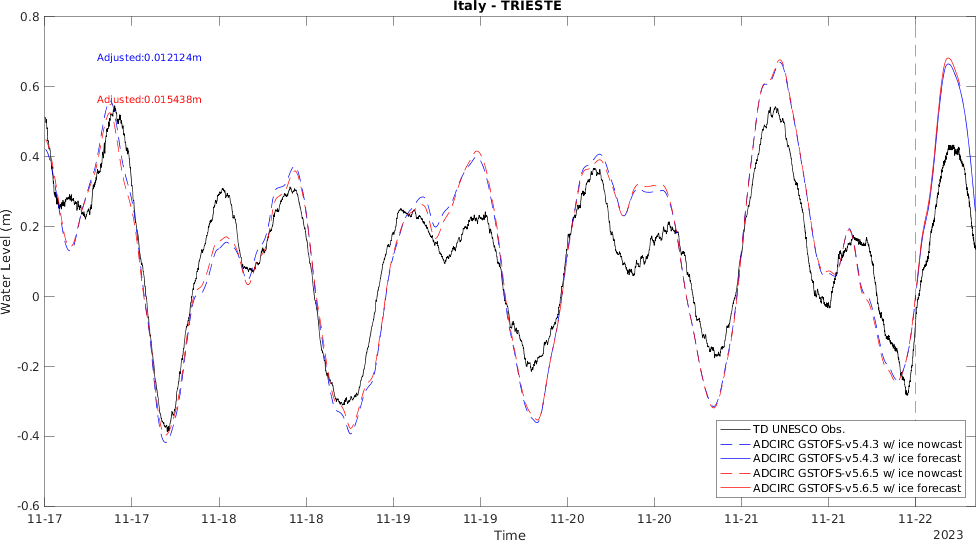 Italy - TRIESTE
0.8
0.6
0.4
0.2
0
-0.2
-0.4
-0.6
Water Level (m)
Adjusted:0.012124m
Adjusted:0.015438m
TD UNESCO Obs.
ADCIRC GSTOFS-v5.4.3 w/ ice nowcast
ADCIRC GSTOFS-v5.4.3 w/ ice forecast
ADCIRC GSTOFS-v5.6.5 w/ ice nowcast
ADCIRC GSTOFS-v5.6.5 w/ ice forecast
11-17 11-17 11-18 11-18 11-19 11-19 11-20 11-20 11-21 11-21 11-22
Time
2023